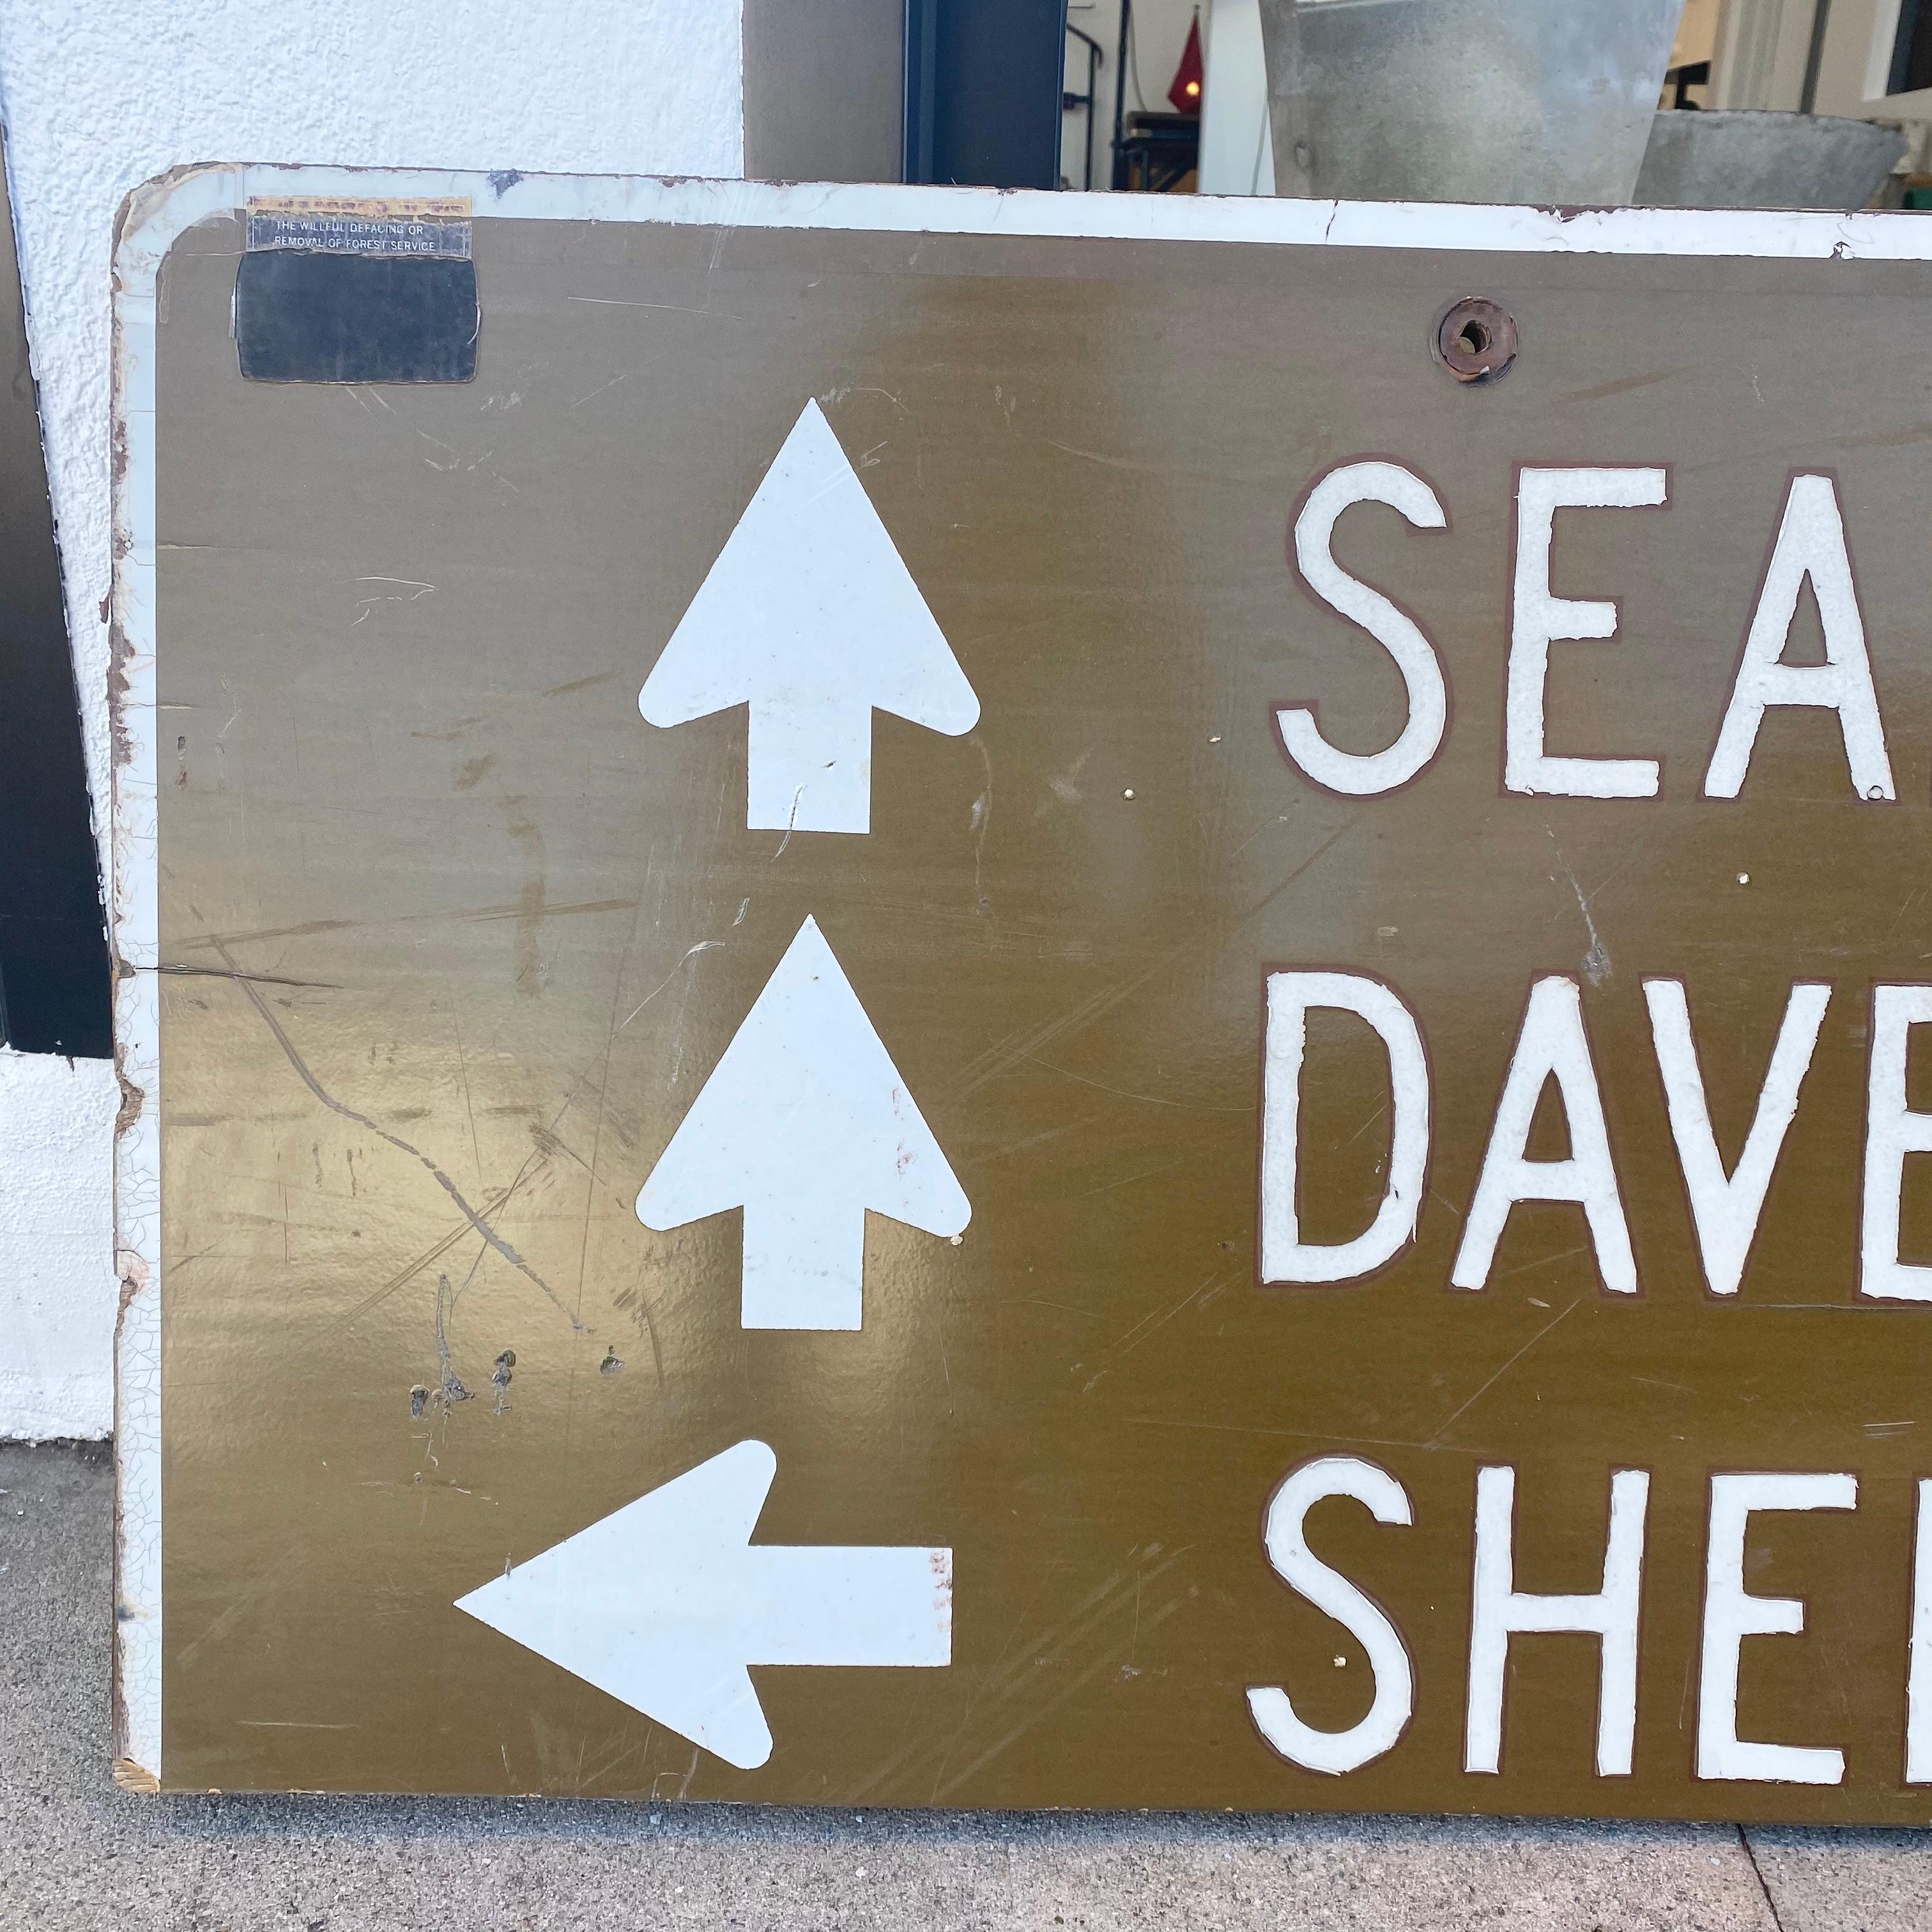 THE WILLFUL DEFACING OR
REMOVAL OF FOREST SERVICE
SEA
DAVE
SHE